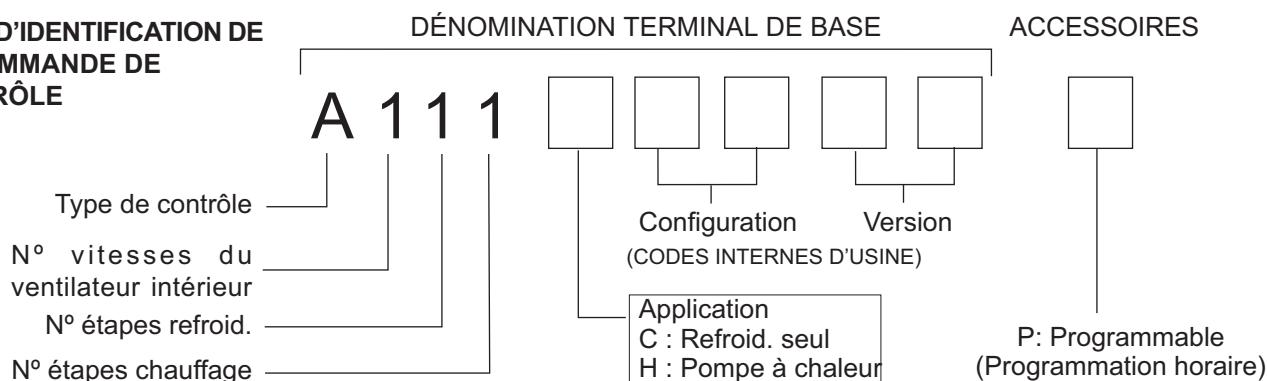 D’IDENTIFICATION DE
DE
DÉNOMINATION TERMINAL DE BASE
ACCESSOIRES
A 1 1 1
Type de contrôle
Nº vitesses du
ventilateur intérieur
Nº étapes refroid.
Nº étapes chauffage
Configuration
Version
(CODES INTERNES D’USINE)
Application
C : Refroid. seul
H : Pompe à chaleur
P: Programmable
(Programmation horaire)